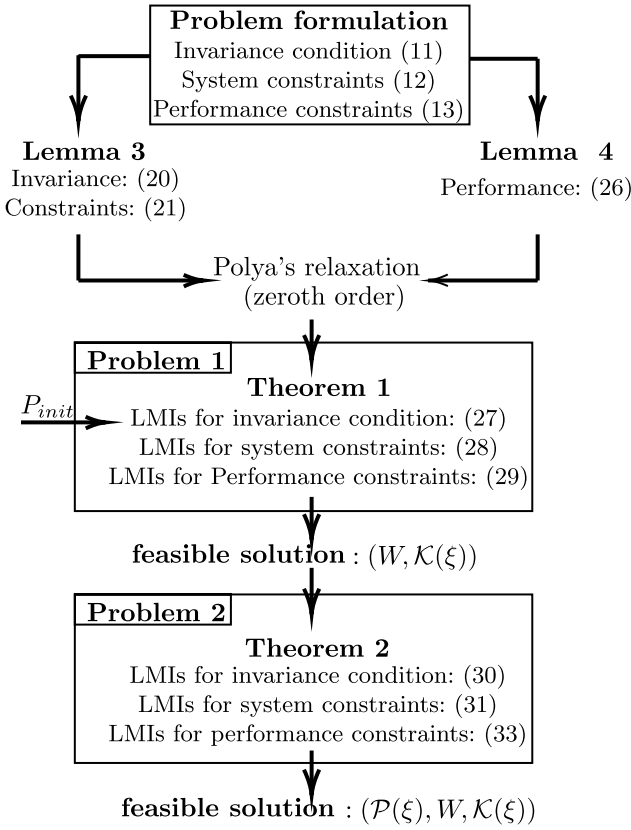 Problem formulation
Invariance condition (11)
System constraints (12)
Performance constraints (13)
Lemma 3
Invariance: (20)
Constraints: (21)
Lemma 4
Performance: (26)
Polya's relaxation
(zeroth order)
Problem 1
P_{init}
Theorem 1
LMIs for invariance condition: (27)
LMIs for system constraints: (28)
LMIs for Performance constraints: (29)
feasible solution : (W, 𝒦(ξ))
Problem 2
Theorem 2
LMIs for invariance condition: (30)
LMIs for system constraints: (31)
LMIs for performance constraints: (33)
feasible solution : (𝒫(ξ), W, 𝒦(ξ))